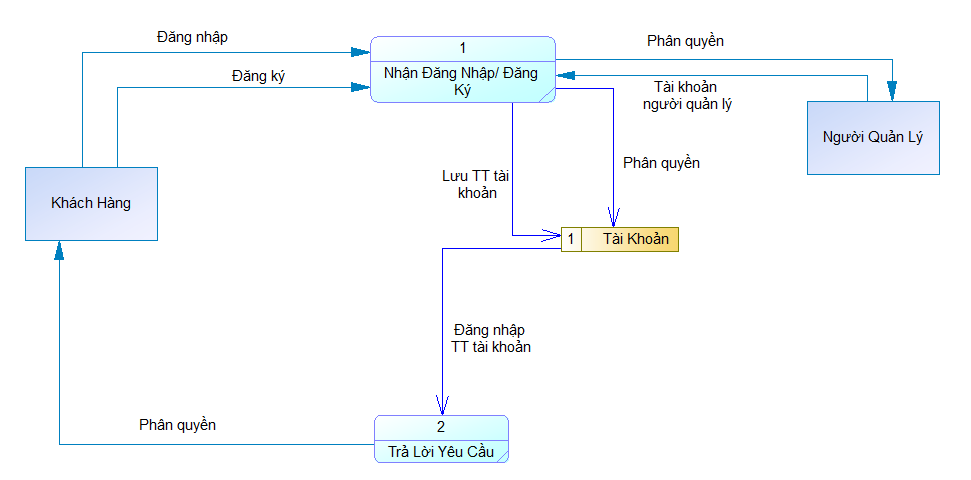 Đăng nhập
Phân quyền
1
Nhận Đăng Nhập/ Đăng
Ký
Đăng ký
Tài khoản
người quản lý
Người Quản Lý
Phân quyền
Lưu TT tài
khoản
Khách Hàng
1
Tài Khoản
Đăng nhập
TT tài khoản
Phân quyền
2
Trả Lời Yêu Cầu